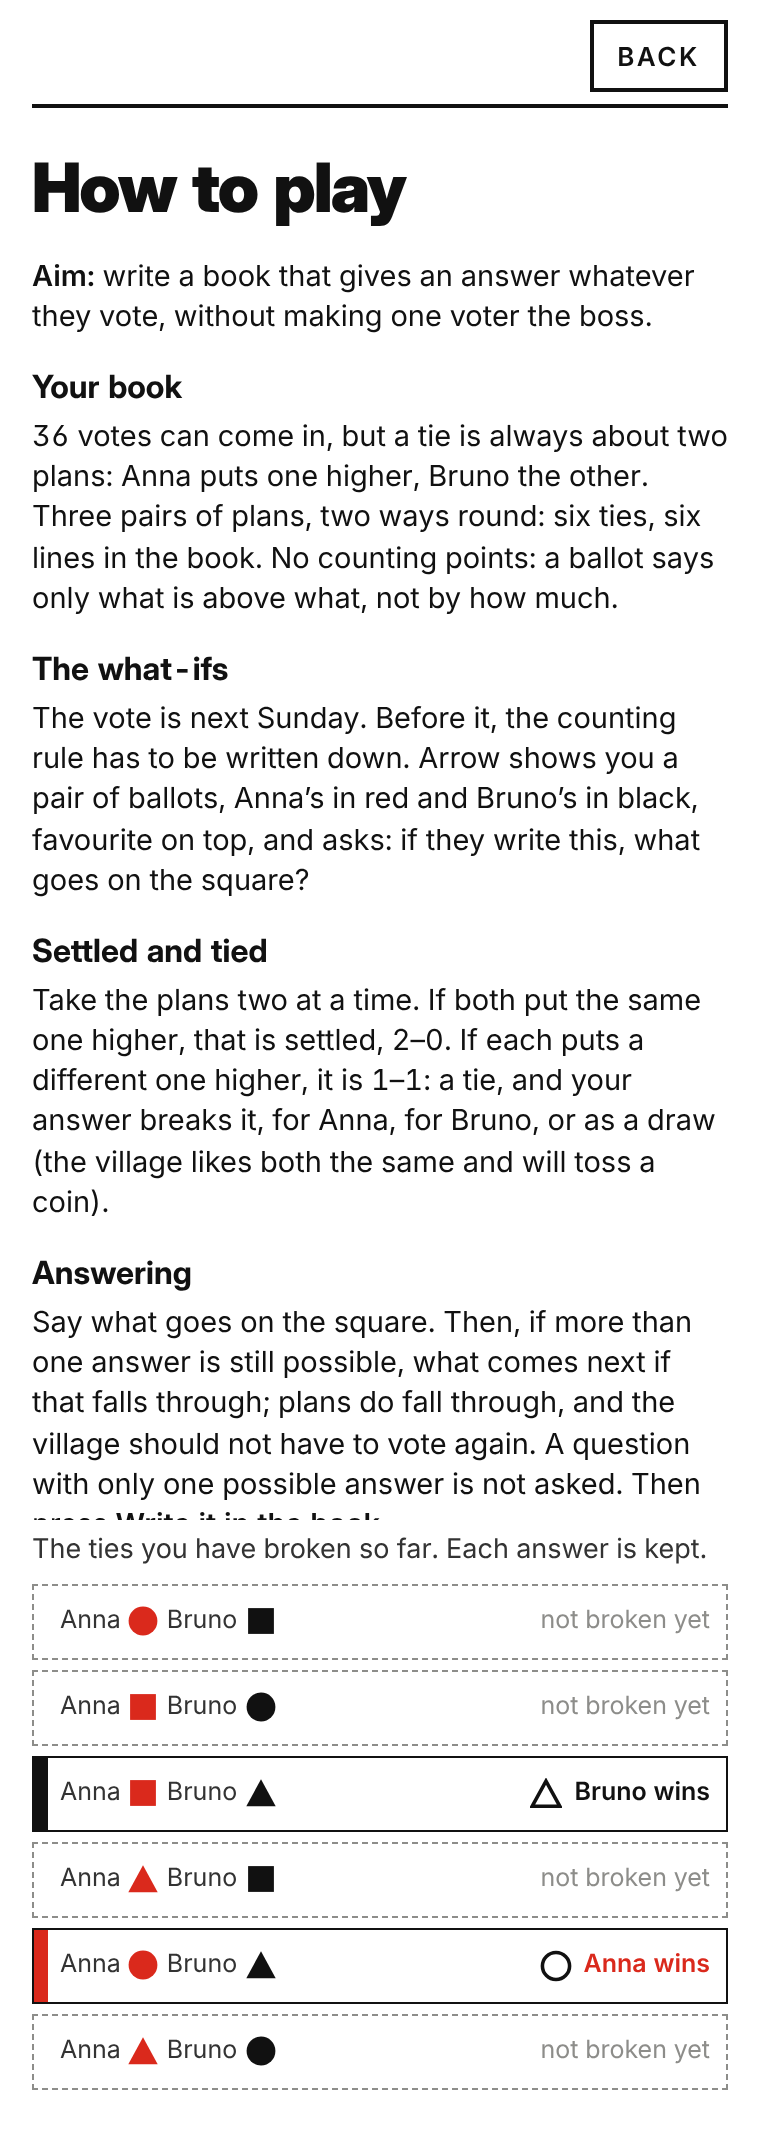 BACK
How to play
Aim: write a book that gives an answer whatever
they vote, without making one voter the boss.
Your book
36 votes can come in, but a tie is always about two
plans: Anna puts one higher, Bruno the other.
Three pairs of plans, two ways round: six ties, six
lines in the book. No counting points: a ballot says
only what is above what, not by how much.
The what-ifs
The vote is next Sunday. Before it, the counting
rule has to be written down. Arrow shows you a
pair of ballots, Anna’s in red and Bruno’s in black,
favourite on top, and asks: if they write this, what
goes on the square?
Settled and tied
Take the plans two at a time. If both put the same
one higher, that is settled, 2–0. If each puts a
different one higher, it is 1–1: a tie, and your
answer breaks it, for Anna, for Bruno, or as a draw
(the village likes both the same and will toss a
coin).
Answering
Say what goes on the square. Then, if more than
one answer is still possible, what comes next if
that falls through; plans do fall through, and the
village should not have to vote again. A question
with only one possible answer is not asked. Then
press Write it in the book
The ties you have broken so far. Each answer is kept.
Anna Bruno not broken yet
Anna Bruno not broken yet
Anna Bruno Bruno wins
Anna Bruno not broken yet
Anna Bruno Anna wins
Anna Bruno not broken yet